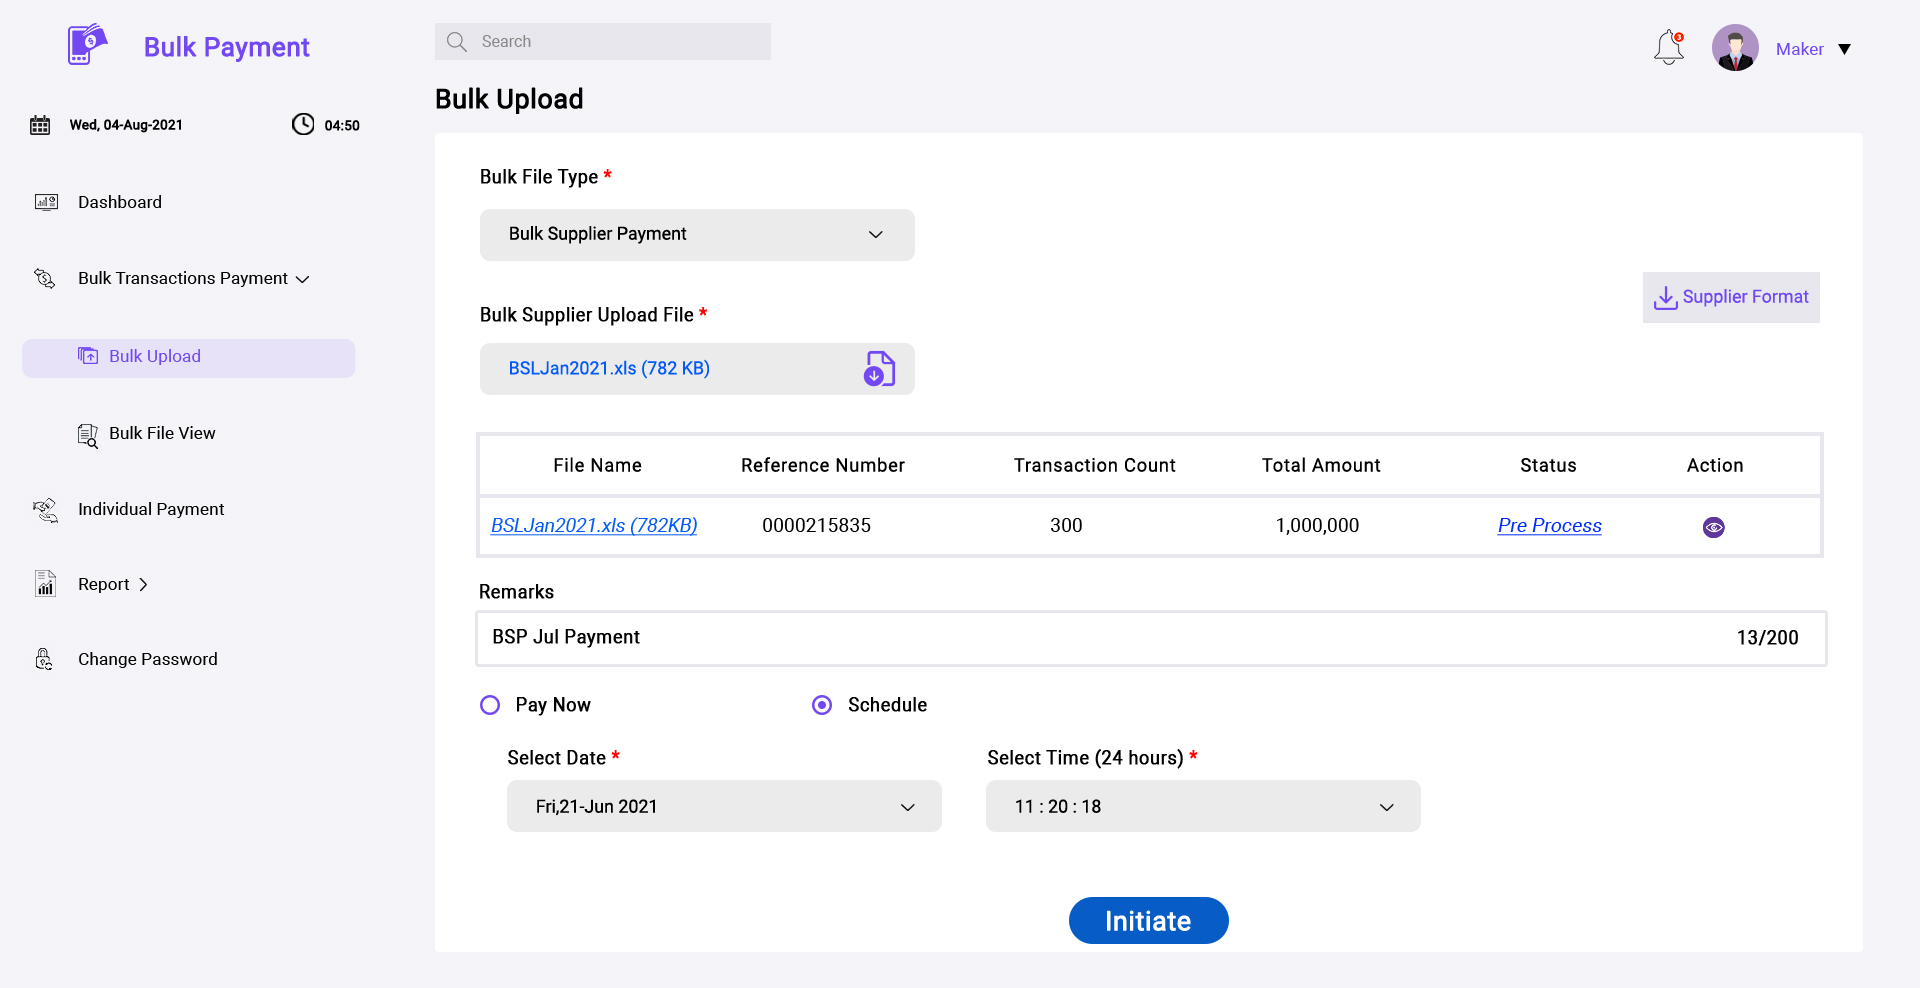 Bulk Payment
Search
3
Maker
Bulk Upload
Wed, 04-Aug-2021
04:50
Dashboard
Bulk Transactions Payment
Bulk Upload
Bulk File View
Individual Payment
Report
Change Password
Bulk File Type *
Bulk Supplier Payment
Supplier Format
Bulk Supplier Upload File *
BSLJan2021.xls (782 KB)
File Name Reference Number Transaction Count Total Amount Status Action
BSLJan2021.xls (782KB) 0000215835 300 1,000,000 Pre Process
Remarks
BSP Jul Payment 13/200
Pay Now Schedule
Select Date * Select Time (24 hours) *
Fri,21-Jun 2021 11 : 20 : 18
Initiate